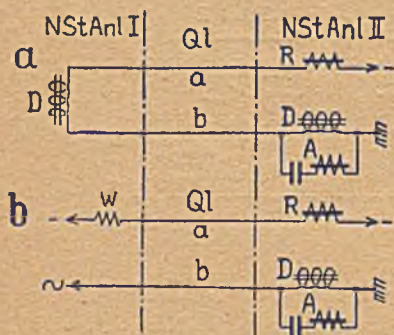 NStAnl I Ql NStAnl II
a R -
D a
b D
A
W Ql R
b - a -
~ b D
A